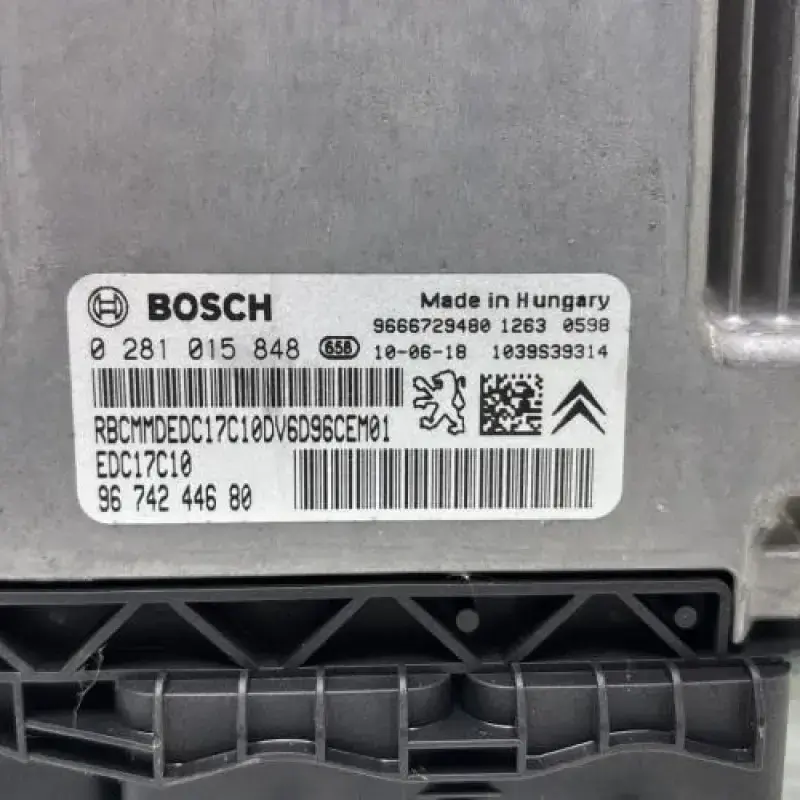 BOSCH
Made in Hungary
9666729480 1263 0598
0 281 015 848 658 10-06-18 1039S39314
RBCMMDEDC17C10DV6D96CEM01
EDC17C10
96 742 446 80